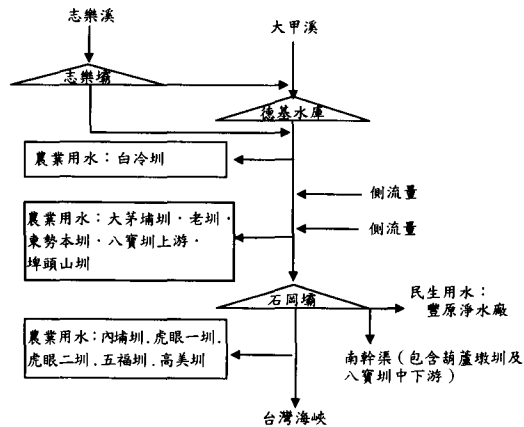 志樂溪
大甲溪
志樂壩
德基水庫
農業用水：白冷圳
側流量
農業用水：大茅埔圳．老圳．
東勢本圳．八寶圳上游．
埤頭山圳
側流量
石岡壩
民生用水：
豐原淨水廠
農業用水：內埔圳．虎眼一圳．
虎眼二圳．五福圳．高美圳
南幹渠（包含葫蘆墩圳及
八寶圳中下游）
台灣海峽